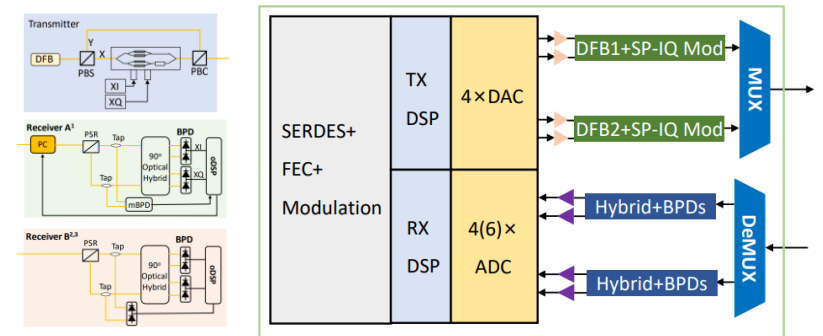 Transmitter
Y
DFB
X
PBS
PBC
XI
XQ
Receiver A¹
PC
PSR
Tap
BPD
90°
Optical
Hybrid
XI
XQ
oDSP
Tap
mBPD
Receiver B²,³
PSR
Tap
BPD
90°
Optical
Hybrid
oDSP
Tap
SERDES+
FEC+
Modulation
TX
DSP
4×DAC
RX
DSP
4(6)×
ADC
DFB1+SP-IQ Mod
DFB2+SP-IQ Mod
MUX
Hybrid+BPDs
Hybrid+BPDs
DeMUX